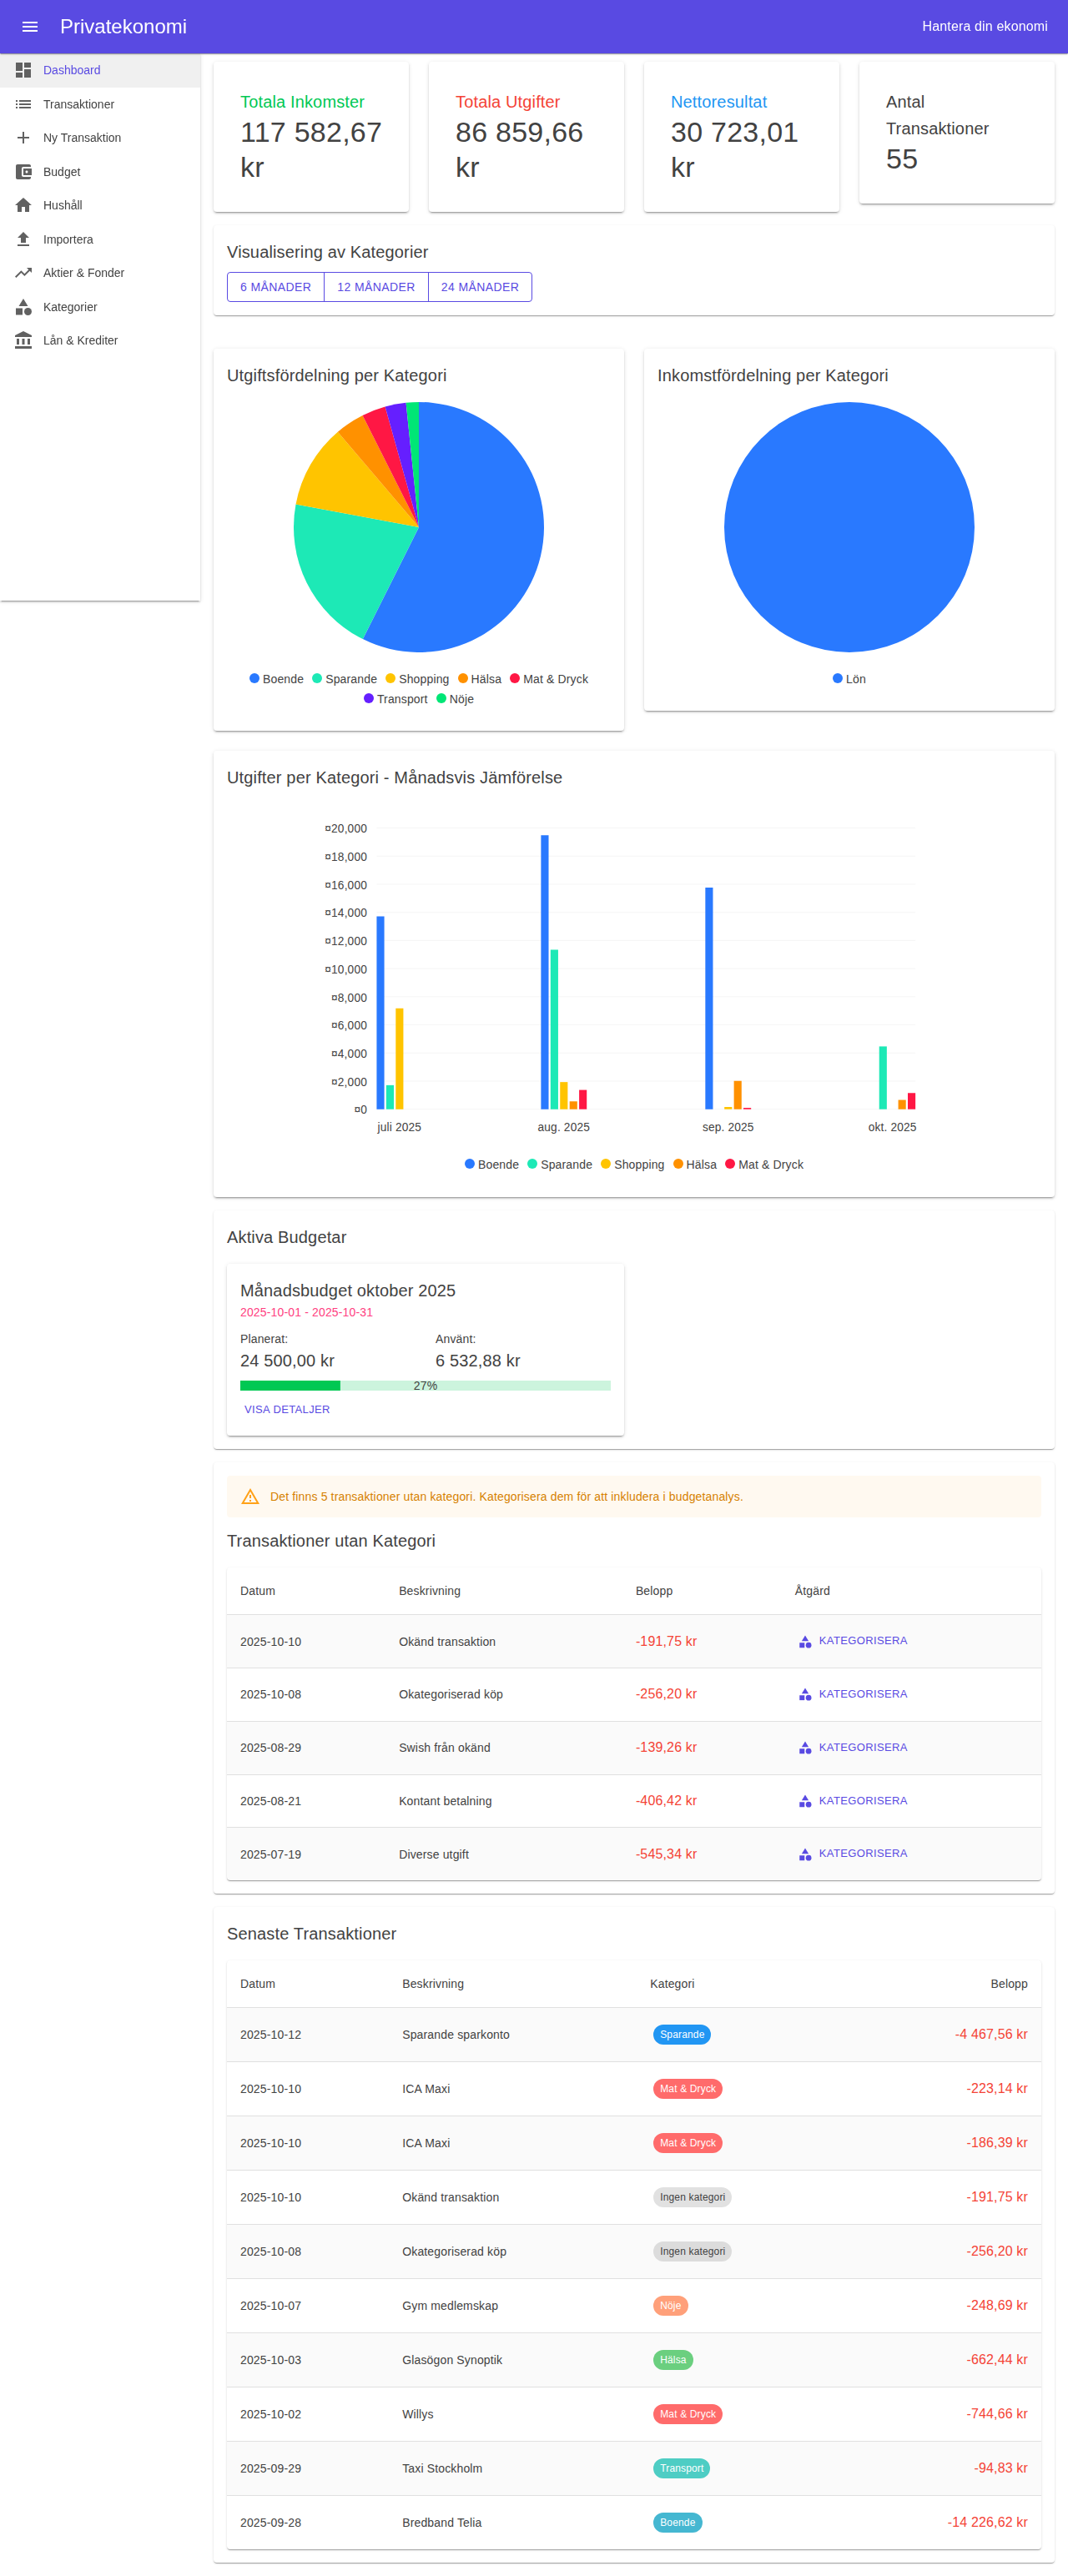 Privatekonomi
Hantera din ekonomi
Dashboard
Transaktioner
Ny Transaktion
Budget
Hushåll
Importera
Aktier & Fonder
Kategorier
Lån & Krediter
Totala Inkomster
117 582,67
kr
Totala Utgifter
86 859,66
kr
Nettoresultat
30 723,01
kr
Antal
Transaktioner
55
Visualisering av Kategorier
6 MÅNADER 12 MÅNADER 24 MÅNADER
Utgiftsfördelning per Kategori
Boende Sparande Shopping Hälsa Mat & Dryck
Transport Nöje
Inkomstfördelning per Kategori
Lön
Utgifter per Kategori - Månadsvis Jämförelse
¤20,000
¤18,000
¤16,000
¤14,000
¤12,000
¤10,000
¤8,000
¤6,000
¤4,000
¤2,000
¤0
juli 2025 aug. 2025 sep. 2025 okt. 2025
Boende Sparande Shopping Hälsa Mat & Dryck
Aktiva Budgetar
Månadsbudget oktober 2025
2025-10-01 - 2025-10-31
Planerat: Använt:
24 500,00 kr 6 532,88 kr
27%
VISA DETALJER
Det finns 5 transaktioner utan kategori. Kategorisera dem för att inkludera i budgetanalys.
Transaktioner utan Kategori
Datum Beskrivning Belopp Åtgärd
2025-10-10 Okänd transaktion -191,75 kr KATEGORISERA
2025-10-08 Okategoriserad köp -256,20 kr KATEGORISERA
2025-08-29 Swish från okänd -139,26 kr KATEGORISERA
2025-08-21 Kontant betalning -406,42 kr KATEGORISERA
2025-07-19 Diverse utgift -545,34 kr KATEGORISERA
Senaste Transaktioner
Datum Beskrivning Kategori Belopp
2025-10-12 Sparande sparkonto Sparande -4 467,56 kr
2025-10-10 ICA Maxi Mat & Dryck -223,14 kr
2025-10-10 ICA Maxi Mat & Dryck -186,39 kr
2025-10-10 Okänd transaktion Ingen kategori -191,75 kr
2025-10-08 Okategoriserad köp Ingen kategori -256,20 kr
2025-10-07 Gym medlemskap Nöje -248,69 kr
2025-10-03 Glasögon Synoptik Hälsa -662,44 kr
2025-10-02 Willys Mat & Dryck -744,66 kr
2025-09-29 Taxi Stockholm Transport -94,83 kr
2025-09-28 Bredband Telia Boende -14 226,62 kr